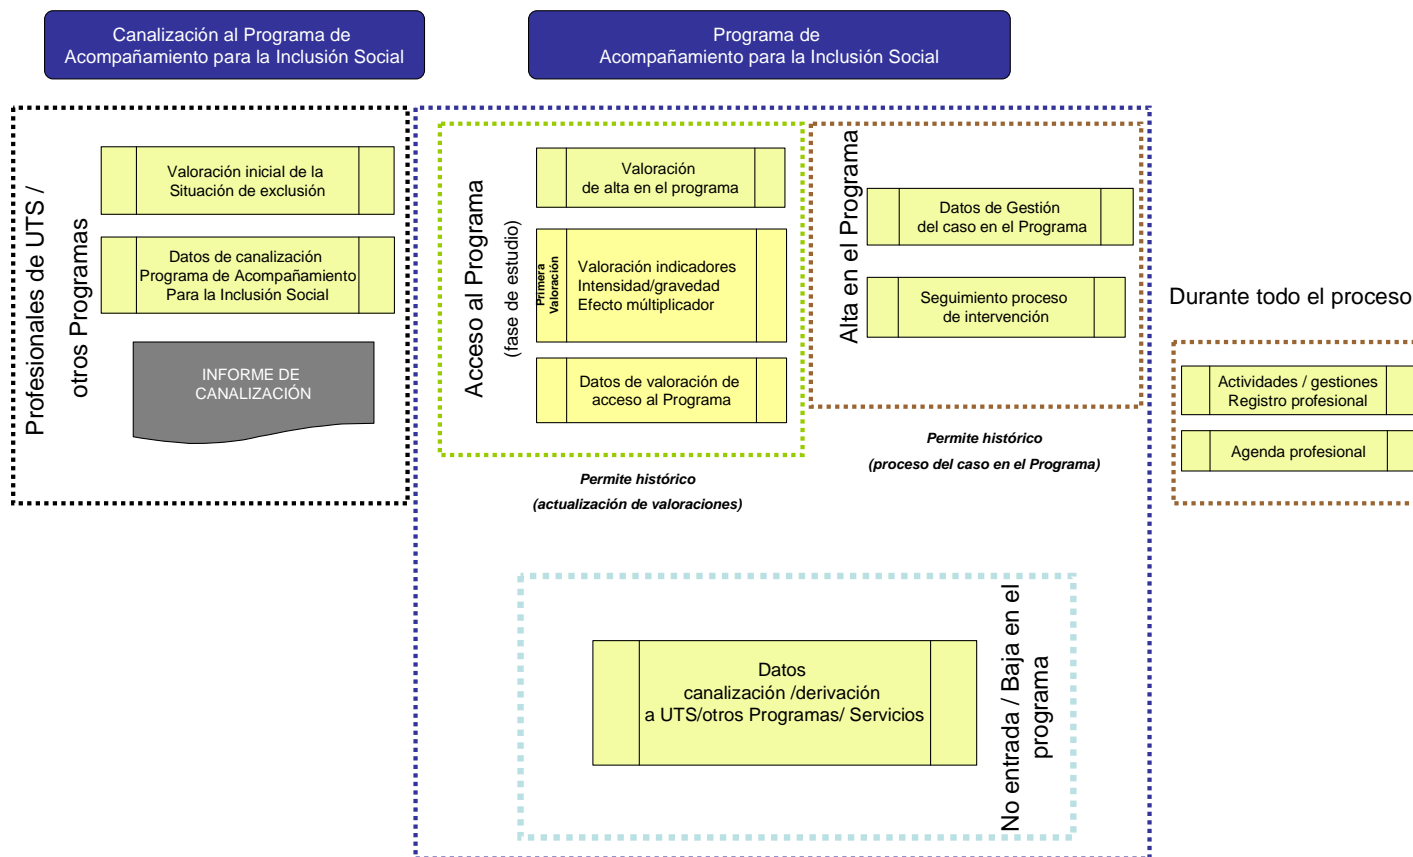 Canalización al Programa de
Acompañamiento para la Inclusión Social
Programa de
Acompañamiento para la Inclusión Social
Profesionales de UTS /
otros Programas
Valoración inicial de la
Situación de exclusión
Datos de canalización
Programa de Acompañamiento
Para la Inclusión Social
INFORME DE
CANALIZACIÓN
Acceso al Programa
(fase de estudio)
Valoración
de alta en el programa
Primera
Valoración
Valoración indicadores
Intensidad/gravedad
Efecto múltiplicador
Datos de valoración de
acceso al Programa
Permite histórico
(actualización de valoraciones)
Alta en el Programa
Datos de Gestión
del caso en el Programa
Seguimiento proceso
de intervención
Permite histórico
(proceso del caso en el Programa)
Durante todo el proceso
Actividades / gestiones
Registro profesional
Agenda profesional
Datos
canalización /derivación
a UTS/otros Programas/ Servicios
No entrada / Baja en el
programa